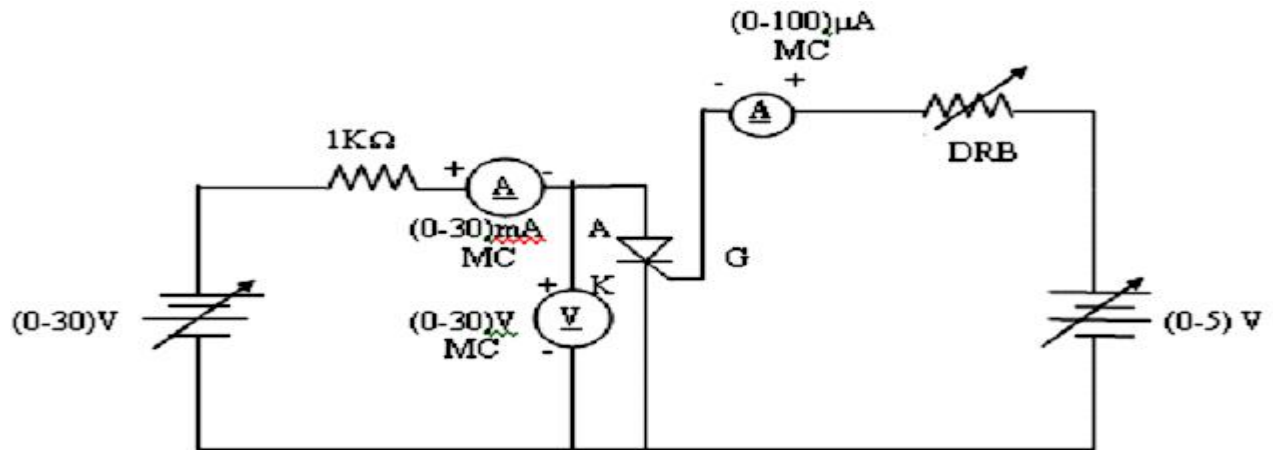 (0-100)µA
MC
- +
A
1KΩ
DRB
+ -
A
(0-30)mA
MC
A
G
K
+
(0-30)V
(0-30)V
V
MC
-
(0-5) V